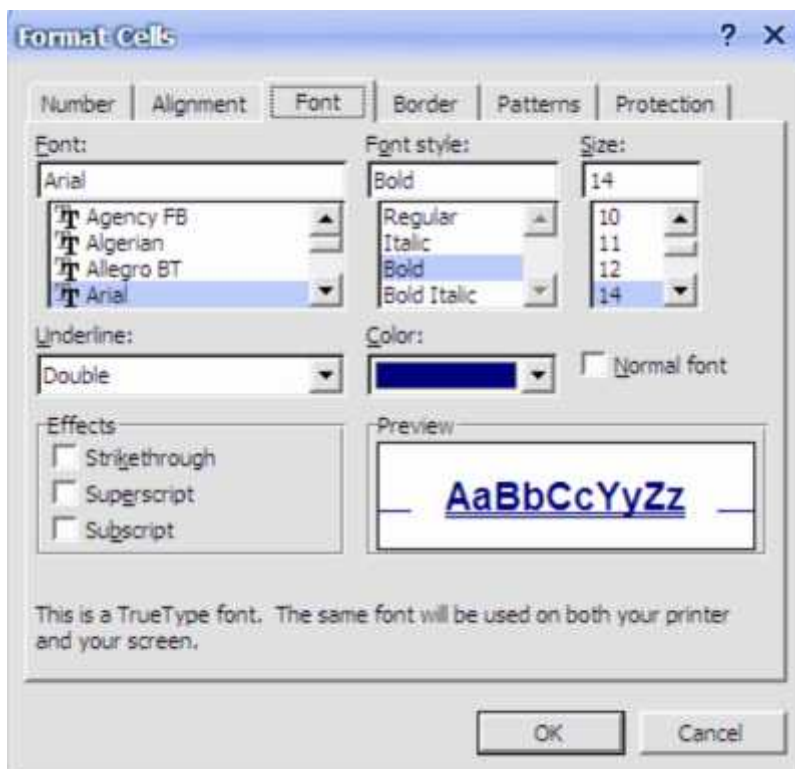 Format Cells
Number Alignment Font Border Patterns Protection
Font: Font style: Size:
Arial Bold 14
Agency FB Regular 10
Algerian Italic 11
Allegro BT Bold 12
Arial Bold Italic 14
Underline: Color:
Double Normal font
Effects Preview
Strikethrough
Superscript AaBbCcYyZz
Subscript
This is a TrueType font. The same font will be used on both your printer
and your screen.
OK Cancel